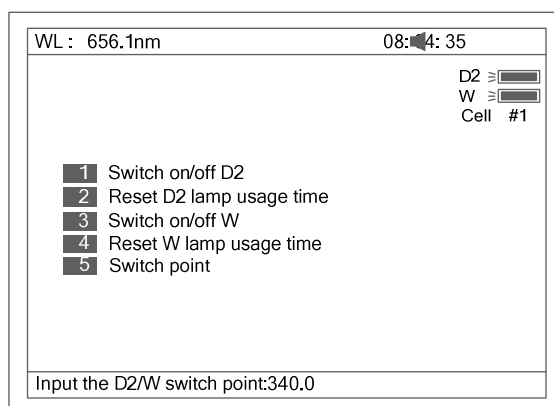 WL: 656.1nm
D2
W
Cell #1
1 Switch on/off D2
2 Reset D2 lamp usage time
3 Switch on/off W
4 Reset W lamp usage time
5 Switch point
Input the D2/W switch point:340.0